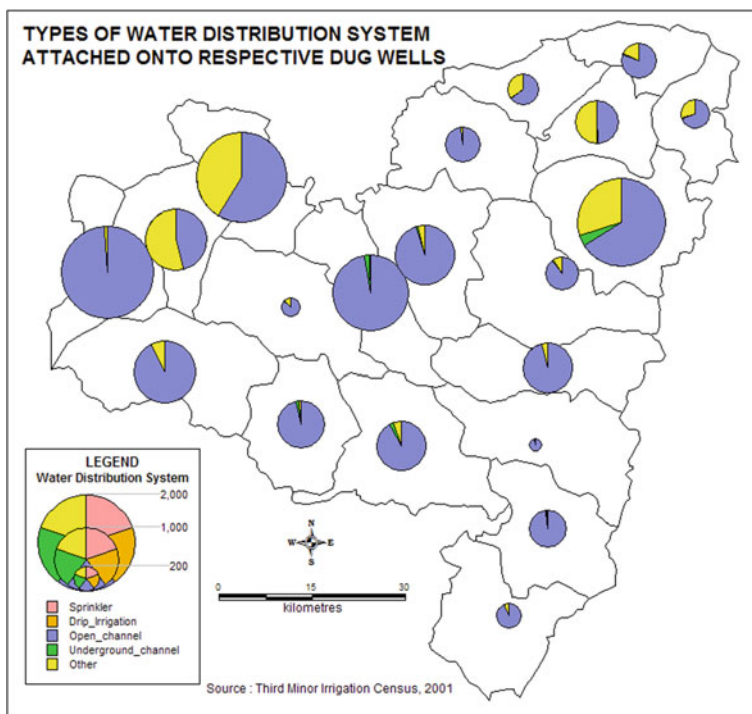 TYPES OF WATER DISTRIBUTION SYSTEM
ATTACHED ONTO RESPECTIVE DUG WELLS
LEGEND
Water Distribution System
2,000
1,000
200
Sprinkler
Drip_Irrigation
Open_channel
Underground_channel
Other
N
W E
S
0 15 30
kilometres
Source : Third Minor Irrigation Census, 2001